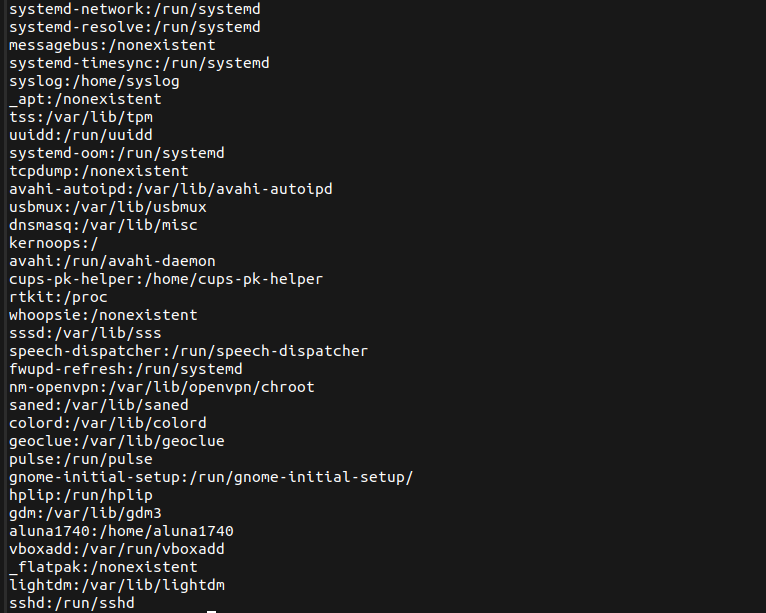 systemd-network:/run/systemd
systemd-resolve:/run/systemd
messagebus:/nonexistent
systemd-timesync:/run/systemd
syslog:/home/syslog
_apt:/nonexistent
tss:/var/lib/tpm
uuidd:/run/uuidd
systemd-oom:/run/systemd
tcpdump:/nonexistent
avahi-autoipd:/var/lib/avahi-autoipd
usbmux:/var/lib/usbmux
dnsmasq:/var/lib/misc
kernoops:/
avahi:/run/avahi-daemon
cups-pk-helper:/home/cups-pk-helper
rtkit:/proc
whoopsie:/nonexistent
sssd:/var/lib/sss
speech-dispatcher:/run/speech-dispatcher
fwupd-refresh:/run/systemd
nm-openvpn:/var/lib/openvpn/chroot
saned:/var/lib/saned
colord:/var/lib/colord
geoclue:/var/lib/geoclue
pulse:/run/pulse
gnome-initial-setup:/run/gnome-initial-setup/
hplip:/run/hplip
gdm:/var/lib/gdm3
aluna1740:/home/aluna1740
vboxadd:/var/run/vboxadd
_flatpak:/nonexistent
lightdm:/var/lib/lightdm
sshd:/run/sshd